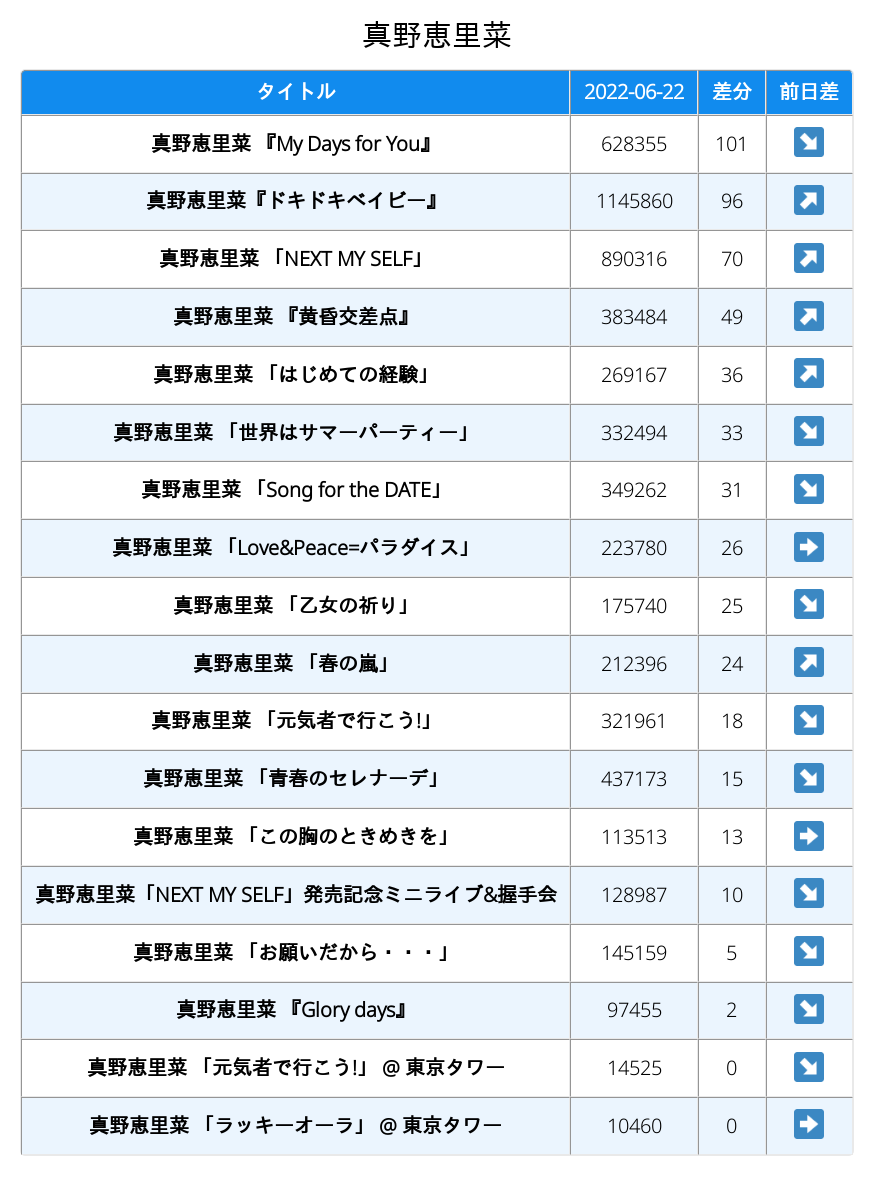 真野恵里菜
タイトル 2022-06-22 差分 前日差
真野恵里菜 『My Days for You』 628355 101 ↘
真野恵里菜『ドキドキベイビー』 1145860 96 ↗
真野恵里菜 「NEXT MY SELF」 890316 70 ↗
真野恵里菜 『黄昏交差点』 383484 49 ↗
真野恵里菜 「はじめての経験」 269167 36 ↗
真野恵里菜 「世界はサマーパーティー」 332494 33 ↘
真野恵里菜 「Song for the DATE」 349262 31 ↘
真野恵里菜 「Love&Peace=パラダイス」 223780 26 ➡
真野恵里菜 「乙女の祈り」 175740 25 ↘
真野恵里菜 「春の嵐」 212396 24 ↗
真野恵里菜 「元気者で行こう!」 321961 18 ↘
真野恵里菜 「青春のセレナーデ」 437173 15 ↘
真野恵里菜 「この胸のときめきを」 113513 13 ➡
真野恵里菜「NEXT MY SELF」発売記念ミニライブ&握手会 128987 10 ↘
真野恵里菜 「お願いだから・・・」 145159 5 ↘
真野恵里菜 『Glory days』 97455 2 ↘
真野恵里菜 「元気者で行こう!」 @ 東京タワー 14525 0 ↘
真野恵里菜 「ラッキーオーラ」 @ 東京タワー 10460 0 ➡